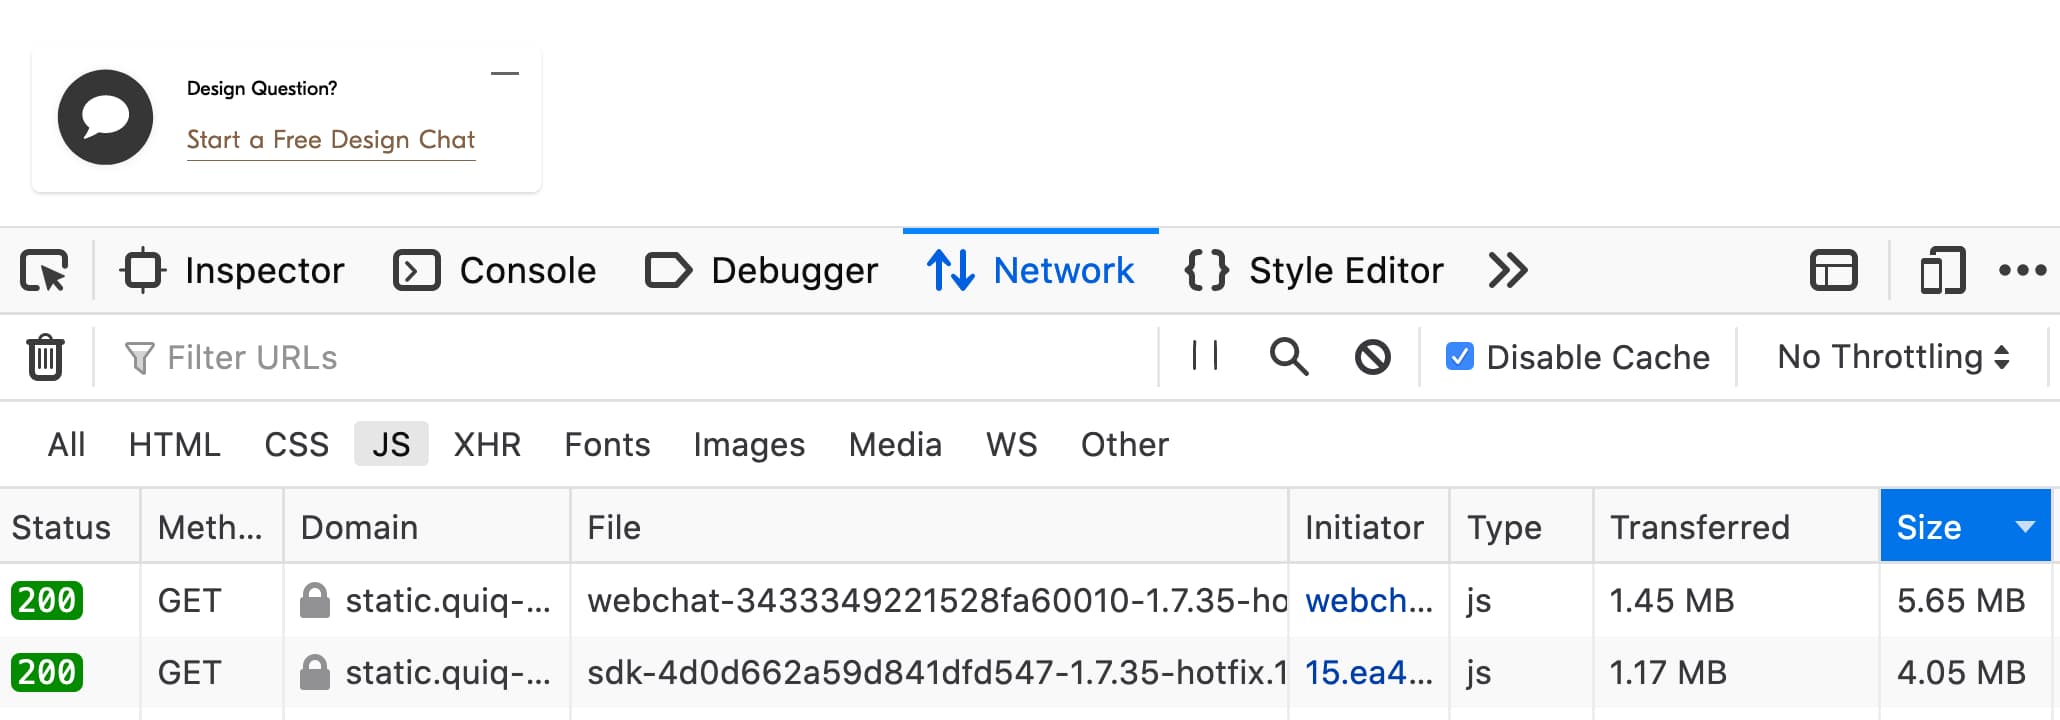 Design Question?
Start a Free Design Chat
Inspector Console Debugger Network Style Editor
Filter URLs Disable Cache No Throttling
All HTML CSS JS XHR Fonts Images Media WS Other
Status Meth... Domain File Initiator Type Transferred Size
200 GET static.quiq-... webchat-3433349221528fa60010-1.7.35-ho webch... js 1.45 MB 5.65 MB
200 GET static.quiq-... sdk-4d0d662a59d841dfd547-1.7.35-hotfix.1 15.ea4... js 1.17 MB 4.05 MB